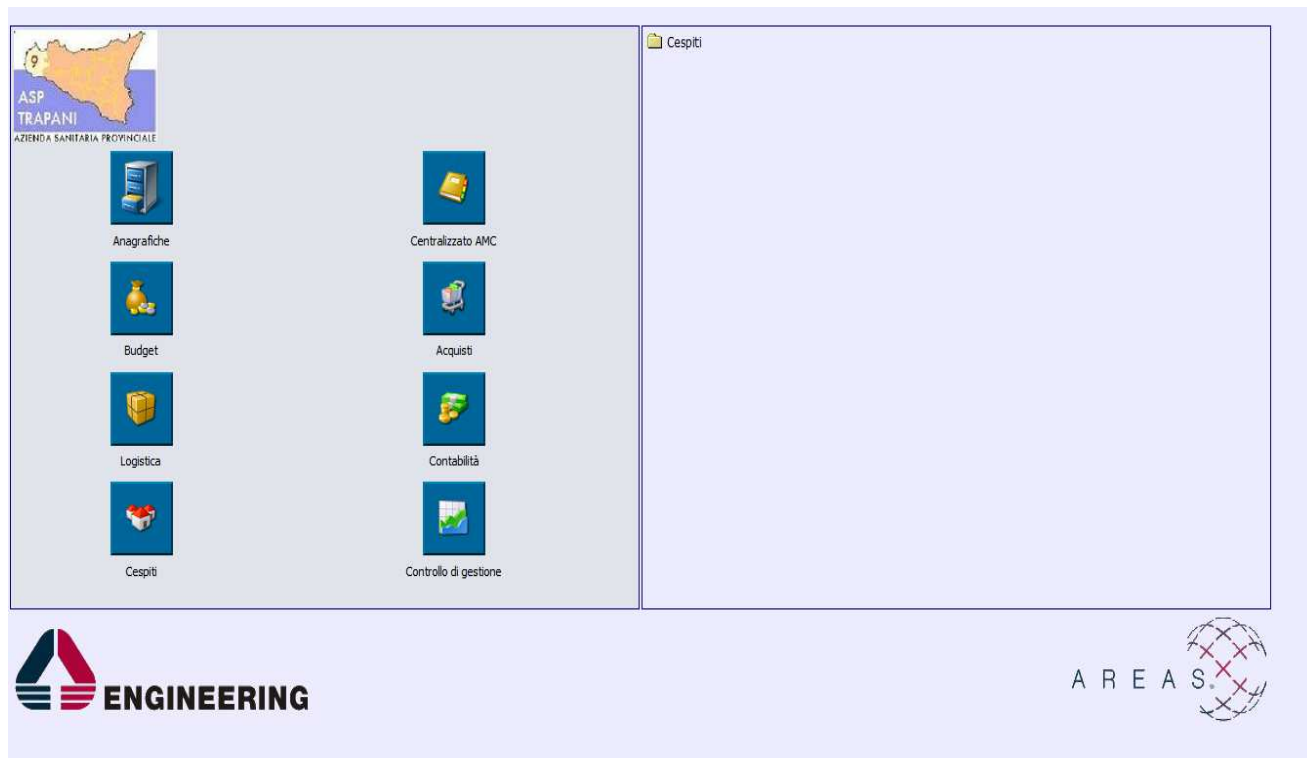 9
ASP
TRAPANI
AZIENDA SANITARIA PROVINCIALE
Anagrafiche
Centralizzato AMC
Budget
Acquisti
Logistica
Contabilità
Cespiti
Controllo di gestione
Cespiti
ENGINEERING
AREAS®